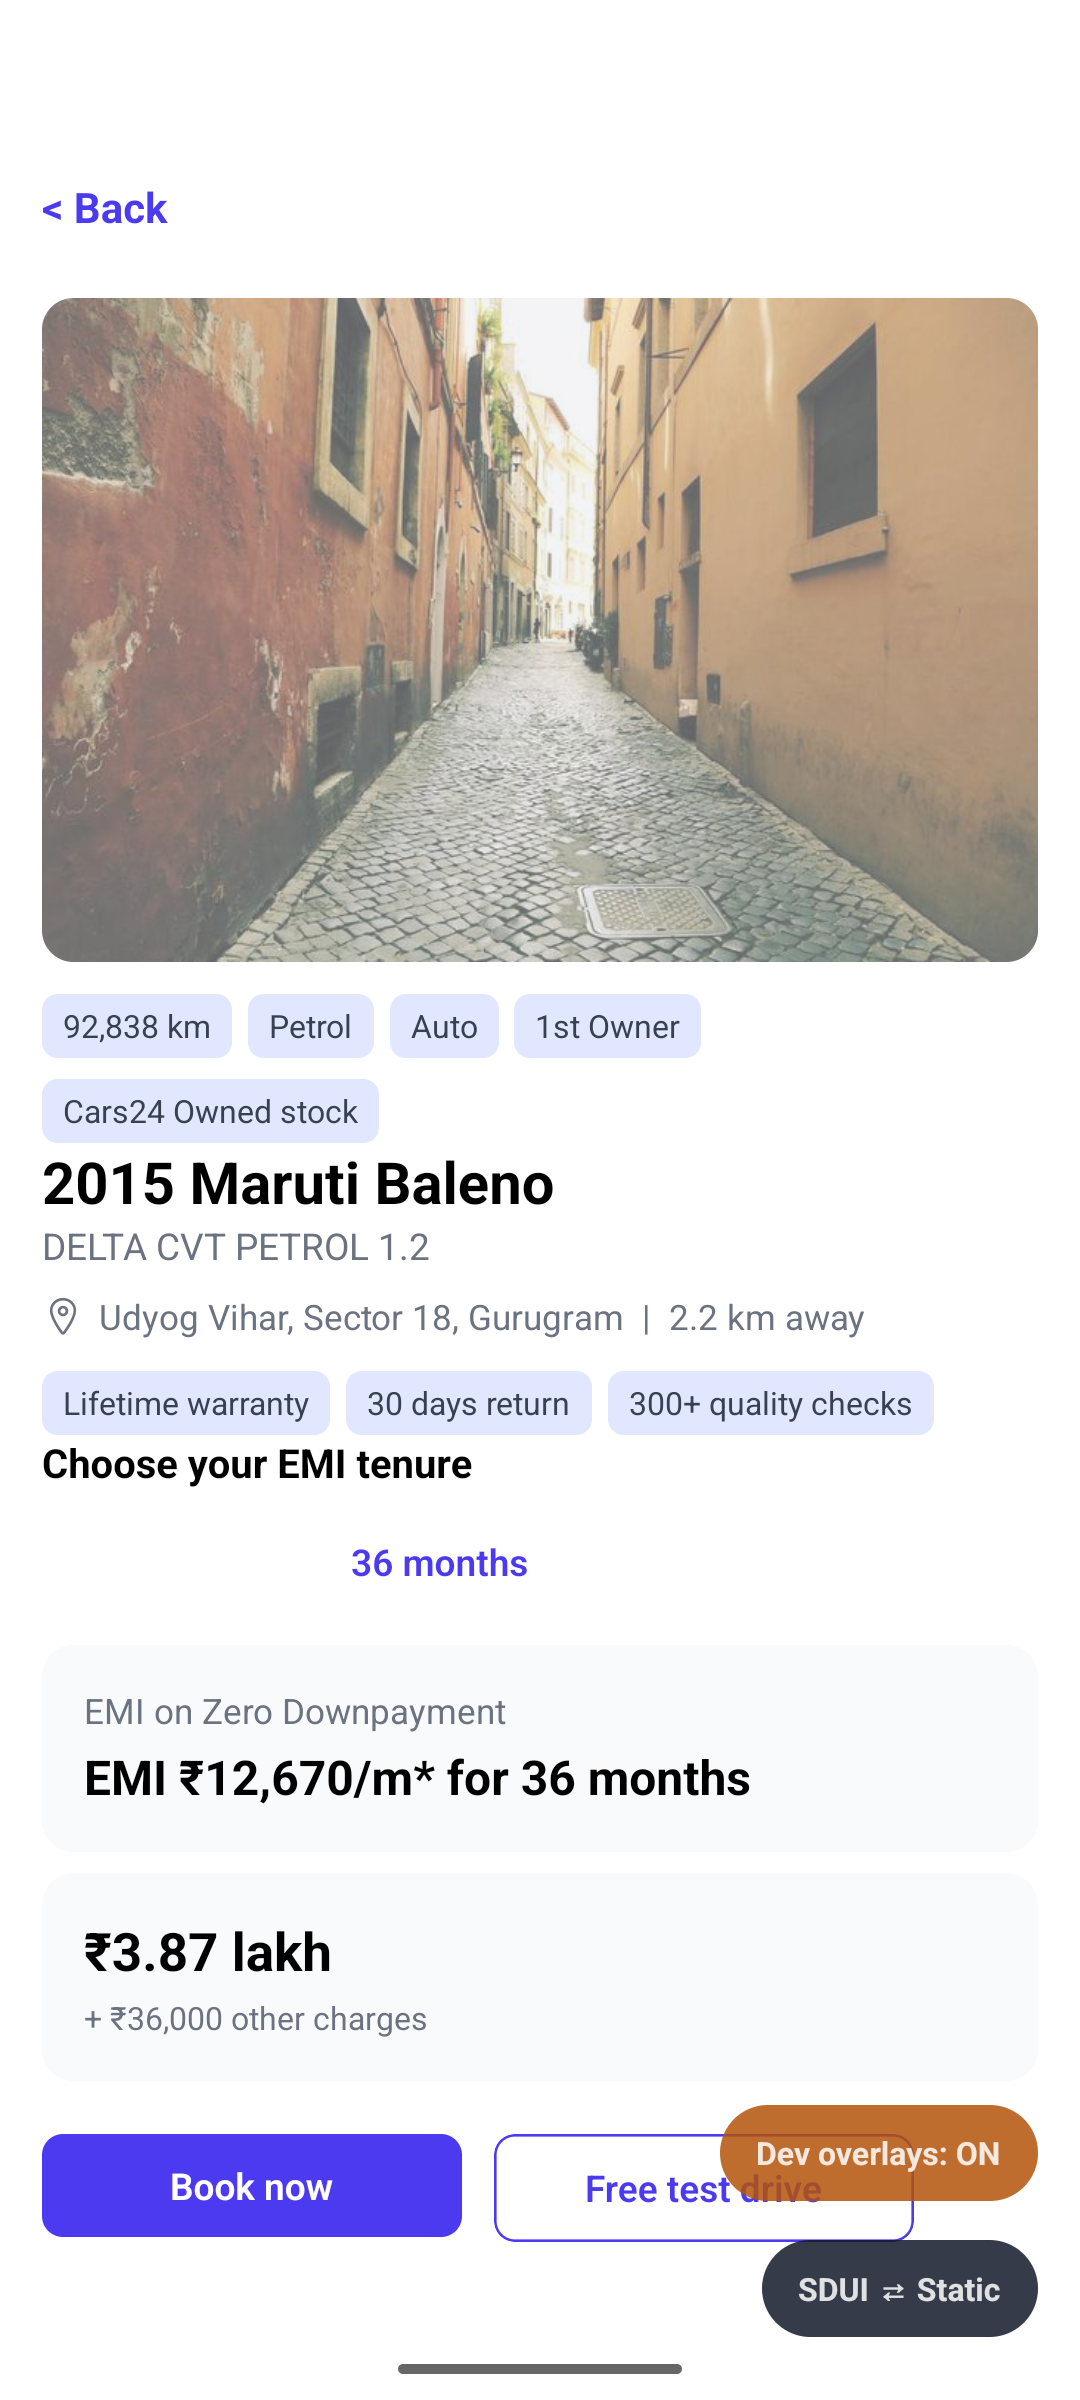 < Back
92,838 km Petrol Auto 1st Owner
Cars24 Owned stock
2015 Maruti Baleno
DELTA CVT PETROL 1.2
Udyog Vihar, Sector 18, Gurugram | 2.2 km away
Lifetime warranty 30 days return 300+ quality checks
Choose your EMI tenure
36 months
EMI on Zero Downpayment
EMI ₹12,670/m* for 36 months
₹3.87 lakh
+ ₹36,000 other charges
Dev overlays: ON
Book now Free test drive
SDUI ⇄ Static